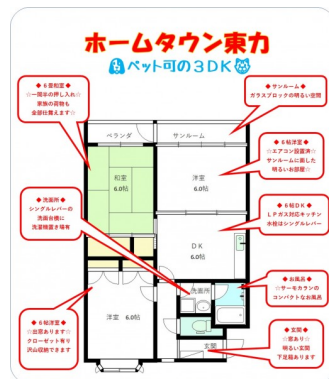 ホームタウン東力
ペット可の3DK
◆6畳和室◆
☆一間半の押し入れ☆
家族の荷物も
全部仕舞えます☆
◆サンルーム◆
ガラスブロックの明るい空間
ベランダ
サンルーム
◆6帖洋室◆
☆エアコン設置済☆
サンルームに面した
明るいお部屋☆
和室
6.0帖
洋室
6.0帖
◆洗面所◆
シングルレバーの
洗面台横に
洗濯機置き場有
◆6帖DK◆
LPガス対応キッチン
水栓はシングルレバー
DK
6.0帖
◆お風呂◆
☆サーモカランの
コンパクトなお風呂
洗面所
◆6帖洋室◆
☆出窓あります☆
クローゼット有り
沢山収納できます
洋室 6.0帖
◆玄関◆
☆窓あり☆
明るい玄関
下足箱あります
玄関